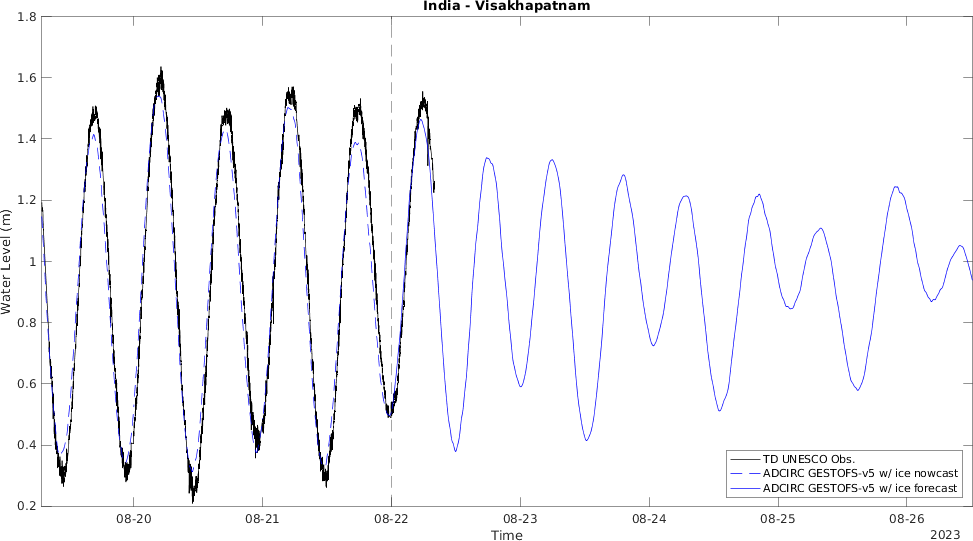 India - Visakhapatnam
1.8
1.6
1.4
1.2
1
0.8
0.6
0.4
0.2
Water Level (m)
TD UNESCO Obs.
ADCIRC GESTOFS-v5 w/ ice nowcast
ADCIRC GESTOFS-v5 w/ ice forecast
08-20 08-21 08-22 08-23 08-24 08-25 08-26
Time
2023